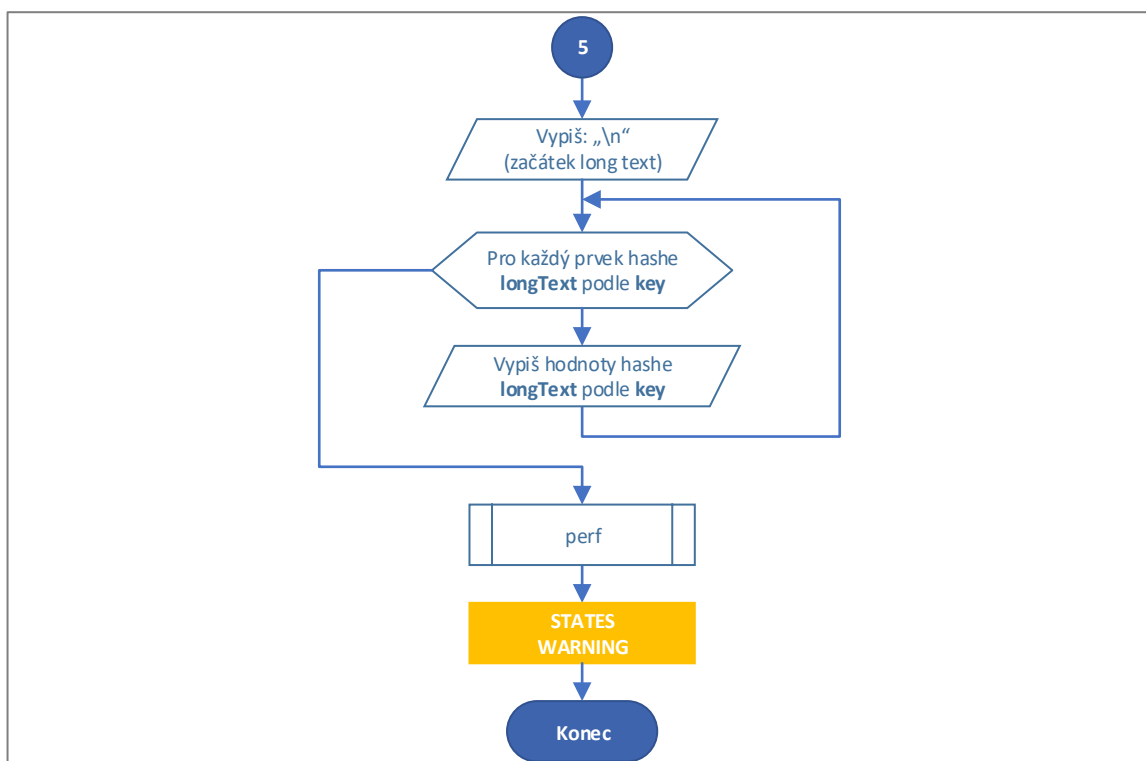 5
Vypiš: „\n“
(začátek long text)
Pro každý prvek hashe
longText podle key
Vypiš hodnoty hashe
longText podle key
perf
STATES
WARNING
Konec